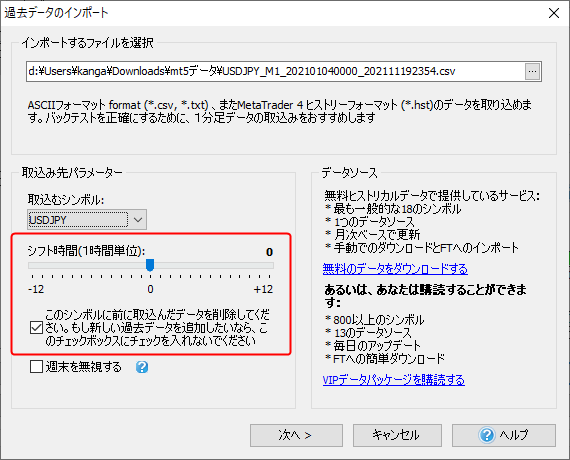 過去データのインポート
インポートするファイルを選択
d:¥Users¥kanga¥Downloads¥mt5データ¥USDJPY_M1_202101040000_202111192354.csv
...
ASCIIフォーマット format (*.csv, *.txt) 、またMetaTrader 4 ヒストリーフォーマット (*.hst)のデータを取り込めま
す。バックテストを正確にするために、1分足データの取込みをおすすめします
取込み先パラメーター
取込むシンボル:
USDJPY
シフト時間(1時間単位):
0
-12
0
+12
このシンボルに前に取込んだデータを削除してくだ
さい。もし新しい過去データを追加したいなら、こ
のチェックボックスにチェックを入れないでください
週末を無視する
?
データソース
無料ヒストリカルデータで提供しているサービス:
* 最も一般的な18のシンボル
* 1つのデータソース
* 月次ベースで更新
* 手動でのダウンロードとFTへのインポート
無料のデータをダウンロードする
あるいは、あなたは購読することができま
す:
* 800以上のシンボル
* 13のデータソース
* 毎日のアップデート
* FTへの簡単ダウンロード
VIPデータパッケージを購読する
次へ >
キャンセル
? ヘルプ